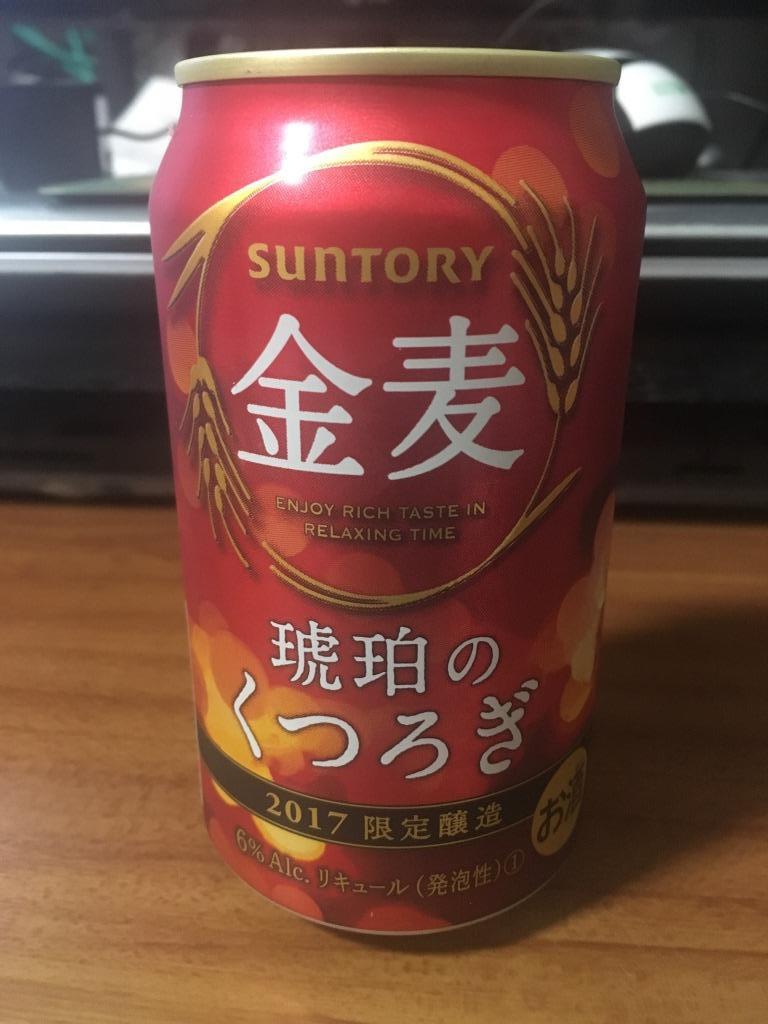 SUNTORY
金麦
ENJOY RICH TASTE IN
RELAXING TIME
琥珀の
くつろぎ
2017 限定醸造
お酒
6% Alc. リキュール(発泡性)①